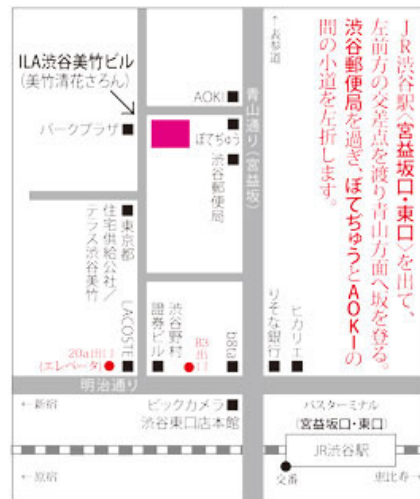 JR渋谷駅〈宮益坂口・東口〉を出て、
左前方の交差点を渡り青山方面へ坂を登る。
渋谷郵便局を過ぎ、ぽてぢゅうとAOKIの
間の小道を左折します。
←表参道
ILA渋谷美竹ビル
(美竹清花さろん)
AOKI
青山通り(宮益坂)
パークプラザ
ぽてぢゅう
渋谷郵便局
東京都
住宅供給公社/
テラス渋谷美竹
LACOSTE
20a出口
(エレベータ)
渋谷野村
證券ビル
B3
出口
b8ta
りそな銀行
ヒカリエ
明治通り
←新宿
ビックカメラ
渋谷東口店本館
バスターミナル
(宮益坂口・東口)
JR渋谷駅
←原宿
交番
恵比寿→